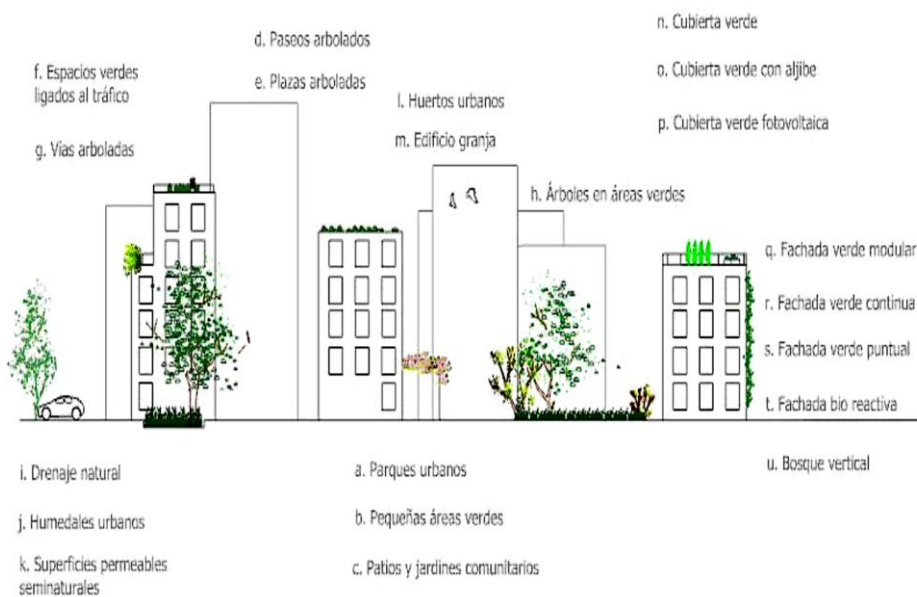 d. Paseos arbolados
n. Cubierta verde
f. Espacios verdes
ligados al tráfico
e. Plazas arboladas
o. Cubierta verde con aljibe
l. Huertos urbanos
p. Cubierta verde fotovoltaica
g. Vias arboladas
m. Edificio granja
h. Árboles en áreas verdes
q. Fachada verde modular
r. Fachada verde continua
s. Fachada verde puntual
t. Fachada bio reactiva
i. Drenaje natural
a. Parques urbanos
u. Bosque vertical
j. Humedales urbanos
b. Pequeñas áreas verdes
k. Superficies permeables
seminaturales
c. Patios y jardines comunitarios